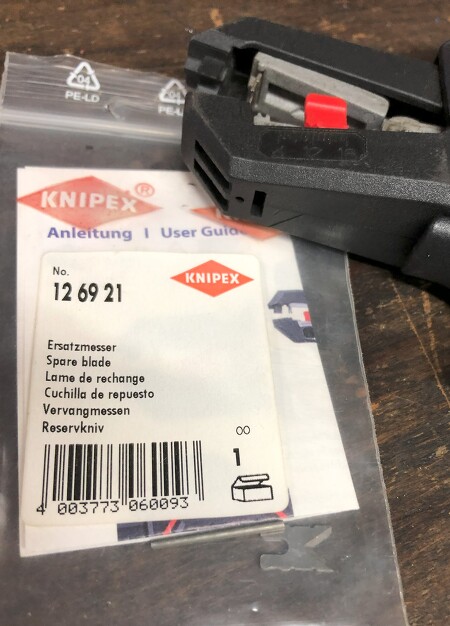 04
PE-LD
KNIPEX®
Anleitung | User Guide
No.
12 69 21
KNIPEX
Ersatzmesser
Spare blade
Lame de rechange
Cuchilla de repuesto
Vervangmessen
Reservkniv
00
1
4 003773 060093